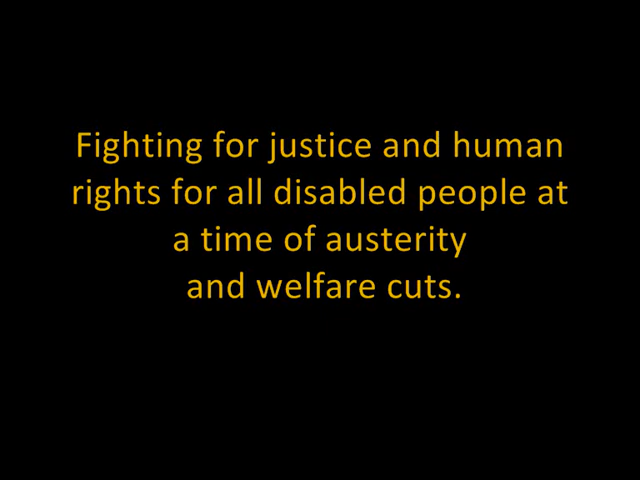 Fighting for justice and human
rights for all disabled people at
a time of austerity
and welfare cuts.